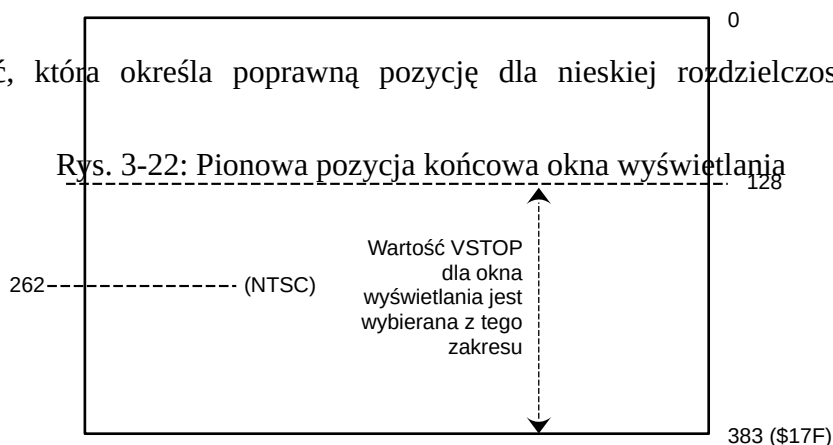 0
ć, która określa poprawną pozycję dla nieskiej rozdzielczoś
Rys. 3-22: Pionowa pozycja końcowa okna wyświetlania
128
Wartość VSTOP
dla okna
262
(NTSC)
wyświetlania jest
wybierana z tego
zakresu
383 ($17F)